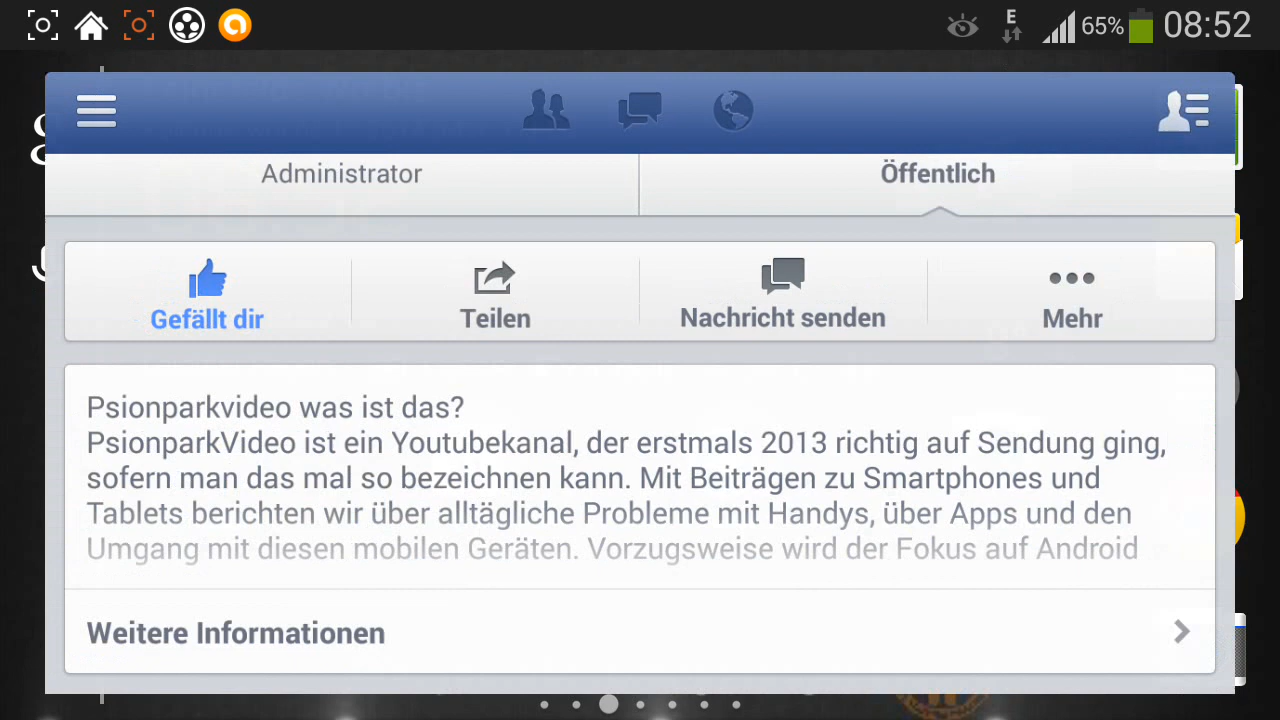 E 65% 08:52
Administrator Öffentlich
Gefällt dir Teilen Nachricht senden Mehr
Psionparkvideo was ist das?
PsionparkVideo ist ein Youtubekanal, der erstmals 2013 richtig auf Sendung ging,
sofern man das mal so bezeichnen kann. Mit Beiträgen zu Smartphones und
Tablets berichten wir über alltägliche Probleme mit Handys, über Apps und den
Umgang mit diesen mobilen Geräten. Vorzugsweise wird der Fokus auf Android
Weitere Informationen